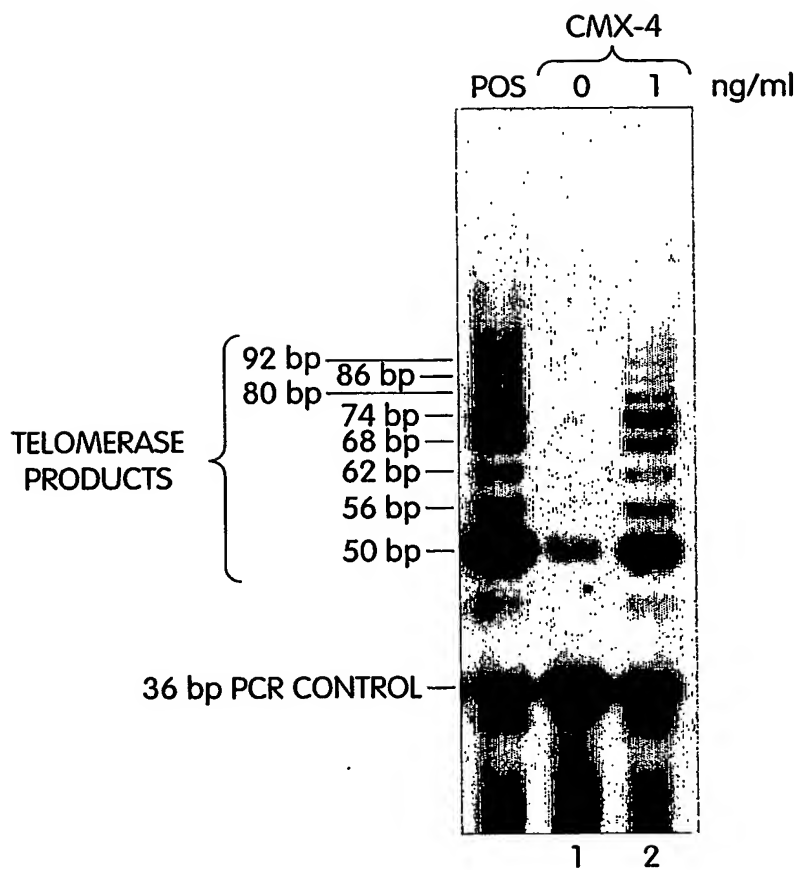 CMX-4
POS 0 1 ng/ml
92 bp
86 bp
80 bp
74 bp
TELOMERASE
PRODUCTS
68 bp
62 bp
56 bp
50 bp
36 bp PCR CONTROL
1 2